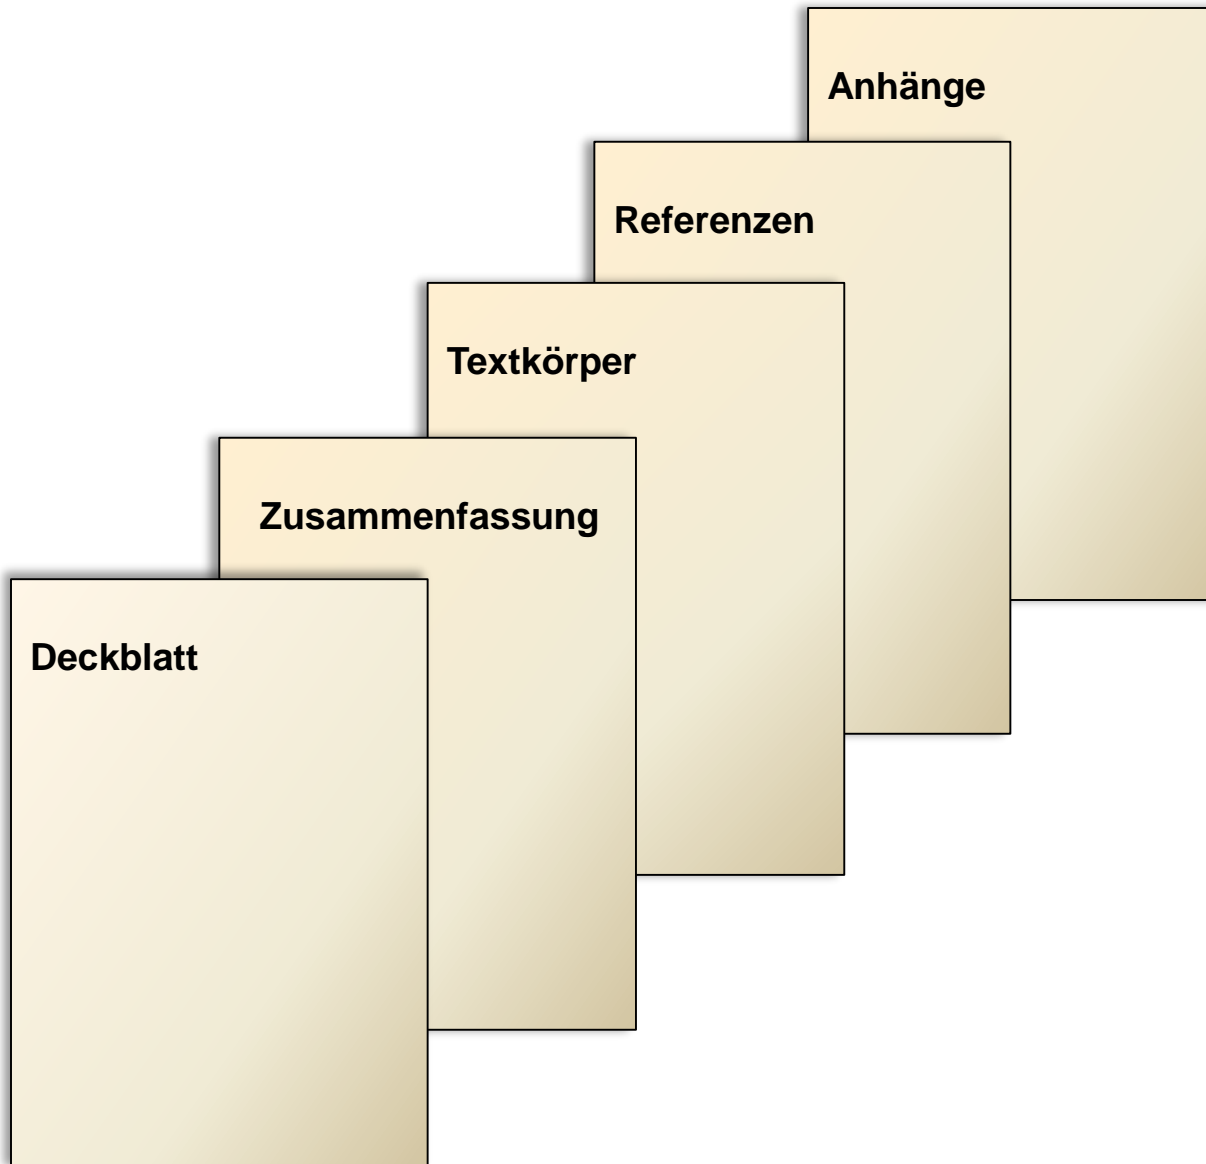 Anhänge
Referenzen
Textkörper
Zusammenfassung
Deckblatt